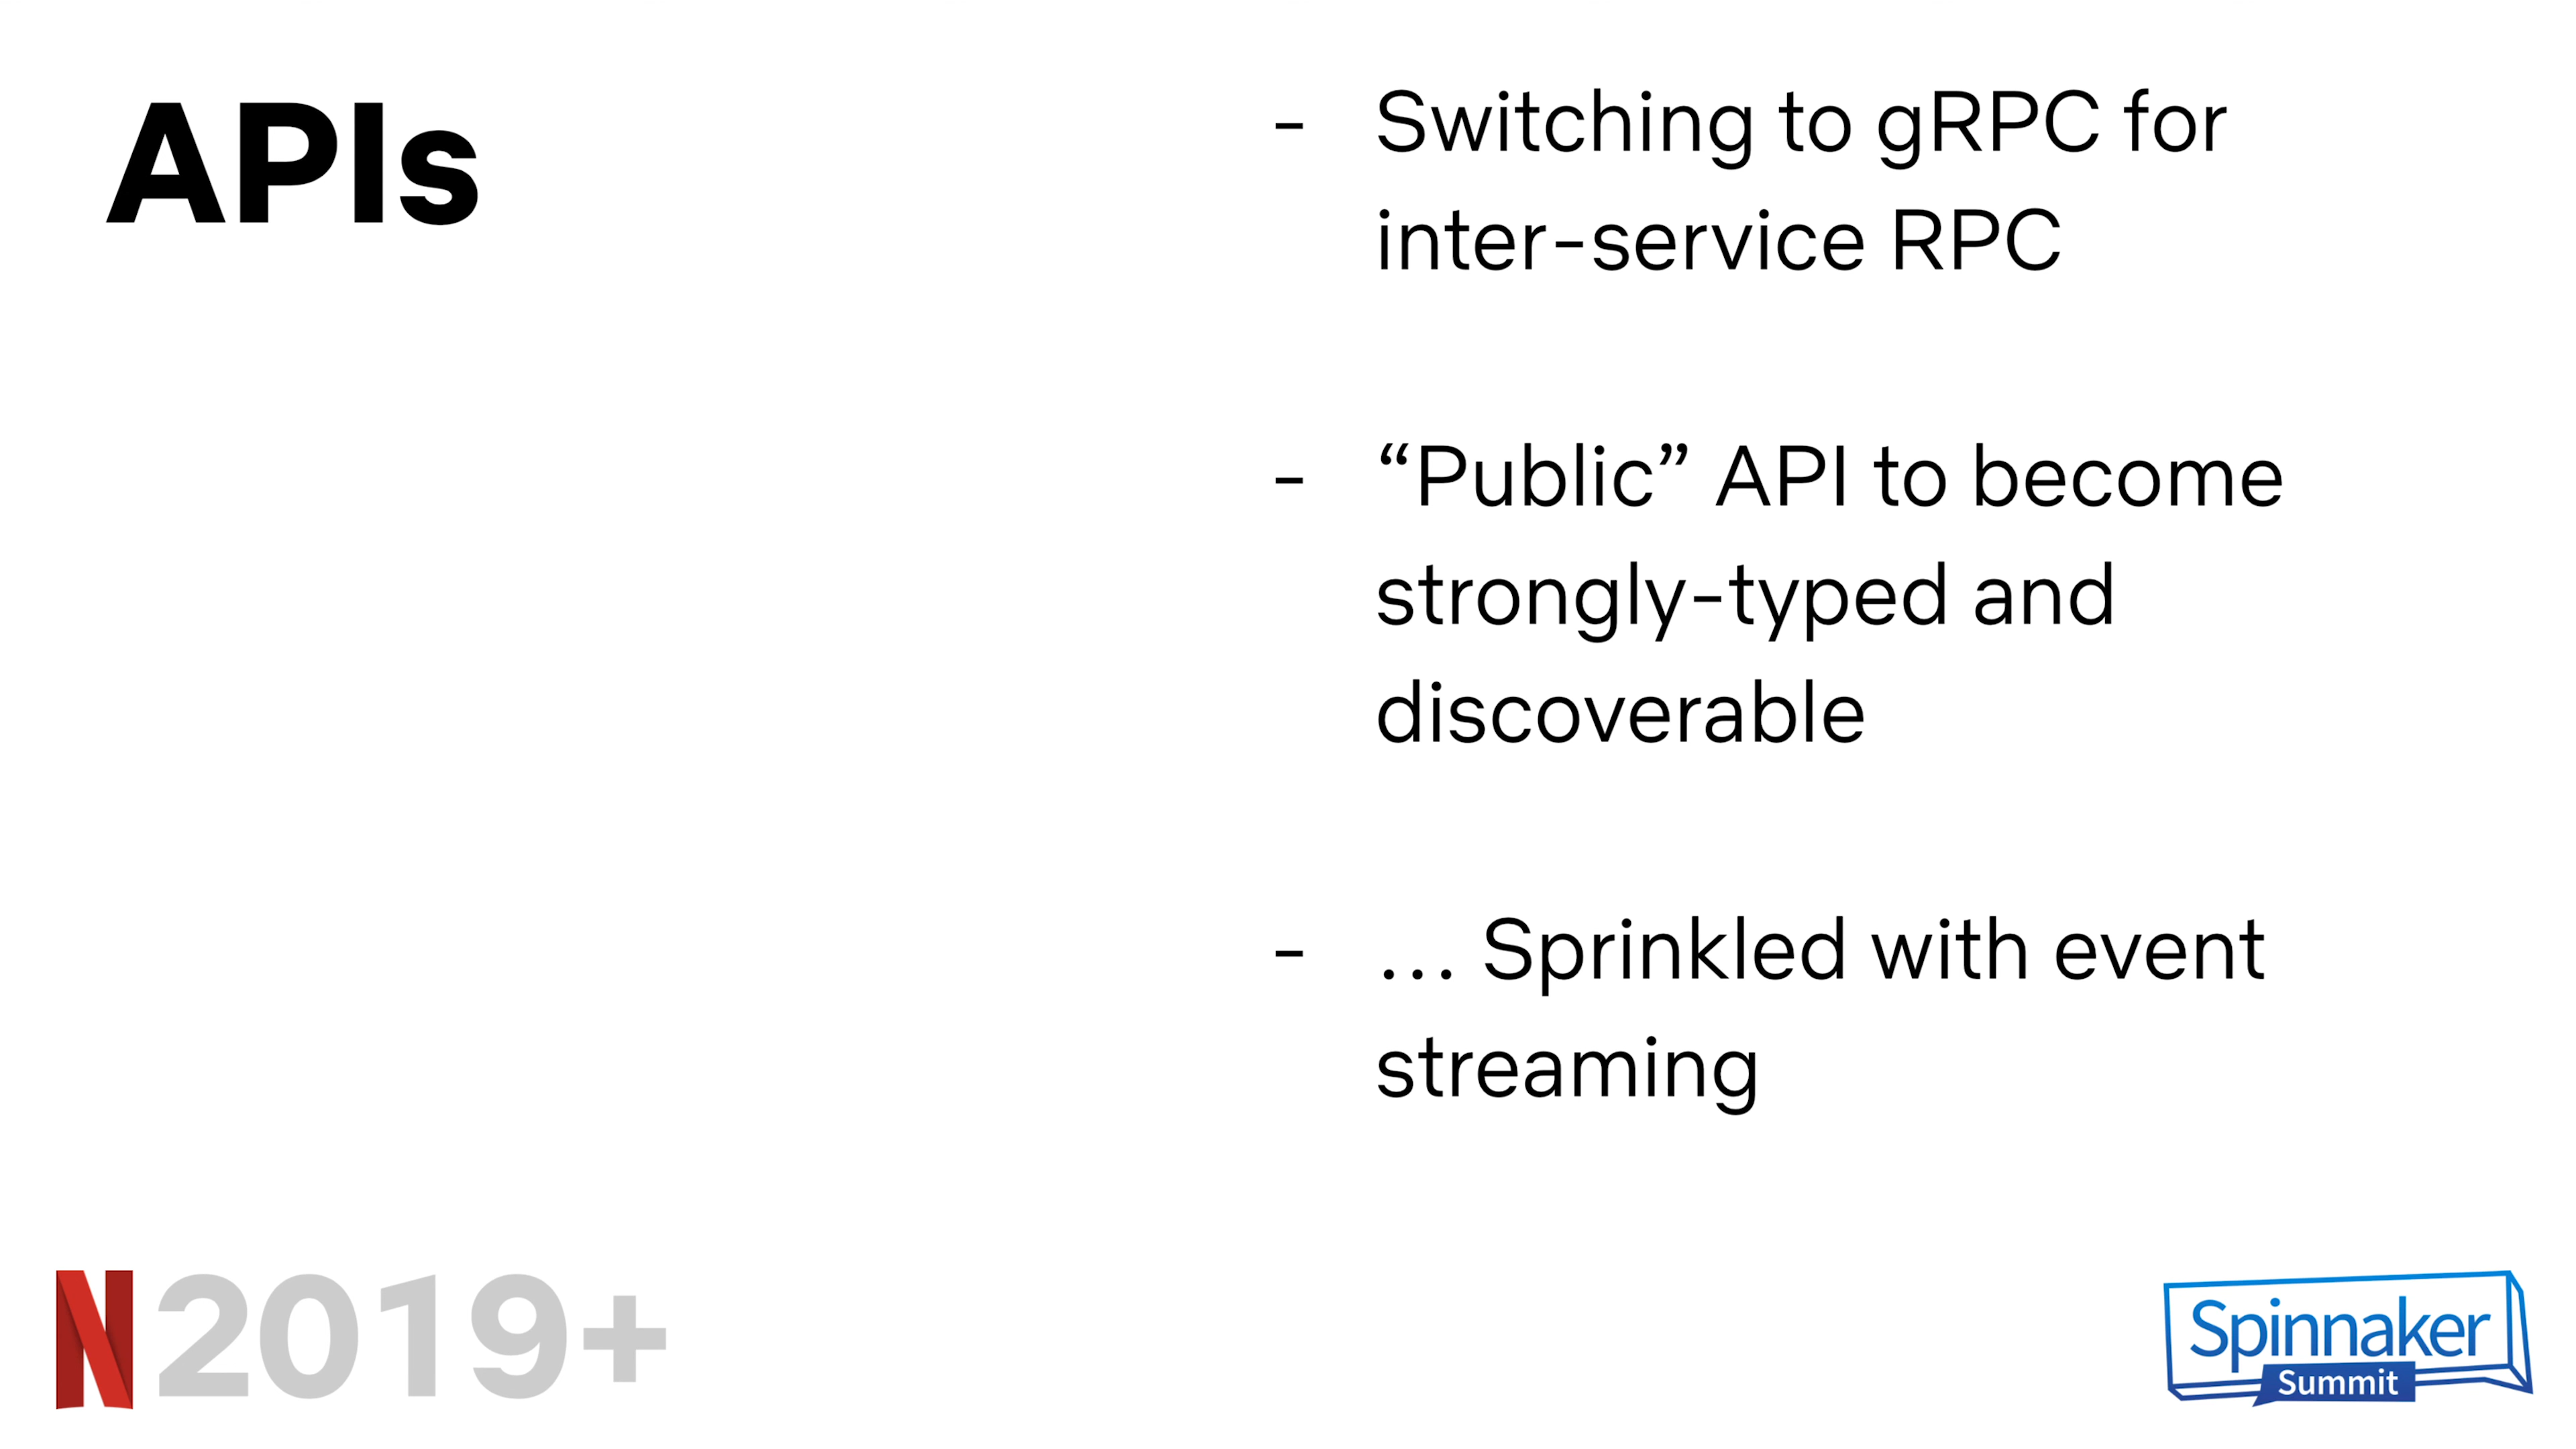 APIs
- Switching to gRPC for
inter-service RPC
- “Public” API to become
strongly-typed and
discoverable
- ... Sprinkled with event
streaming
N2019+
Spinnaker
Summit